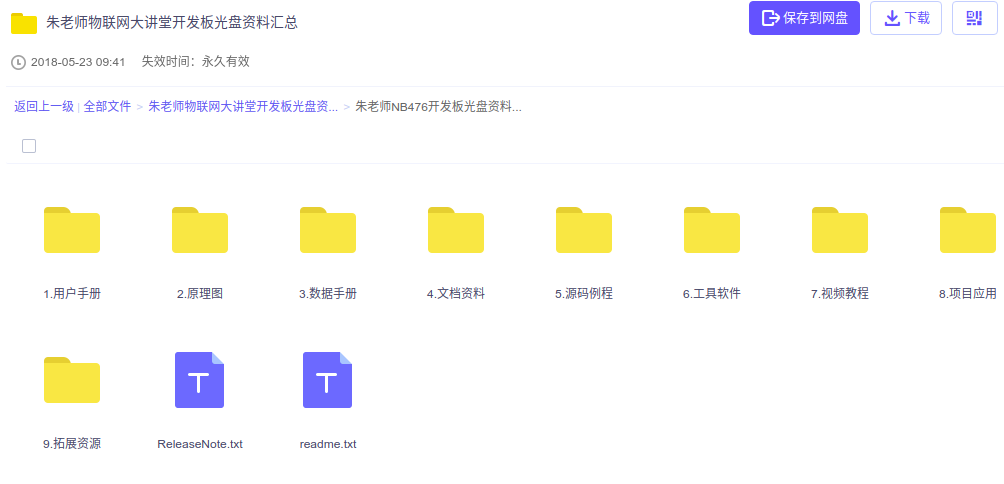 朱老师物联网大讲堂开发板光盘资料汇总
保存到网盘
下载
2018-05-23 09:41 失效时间：永久有效
返回上一级 | 全部文件 > 朱老师物联网大讲堂开发板光盘资... > 朱老师NB476开发板光盘资料...
1.用户手册 2.原理图 3.数据手册 4.文档资料 5.源码例程 6.工具软件 7.视频教程 8.项目应用
9.拓展资源 ReleaseNote.txt readme.txt